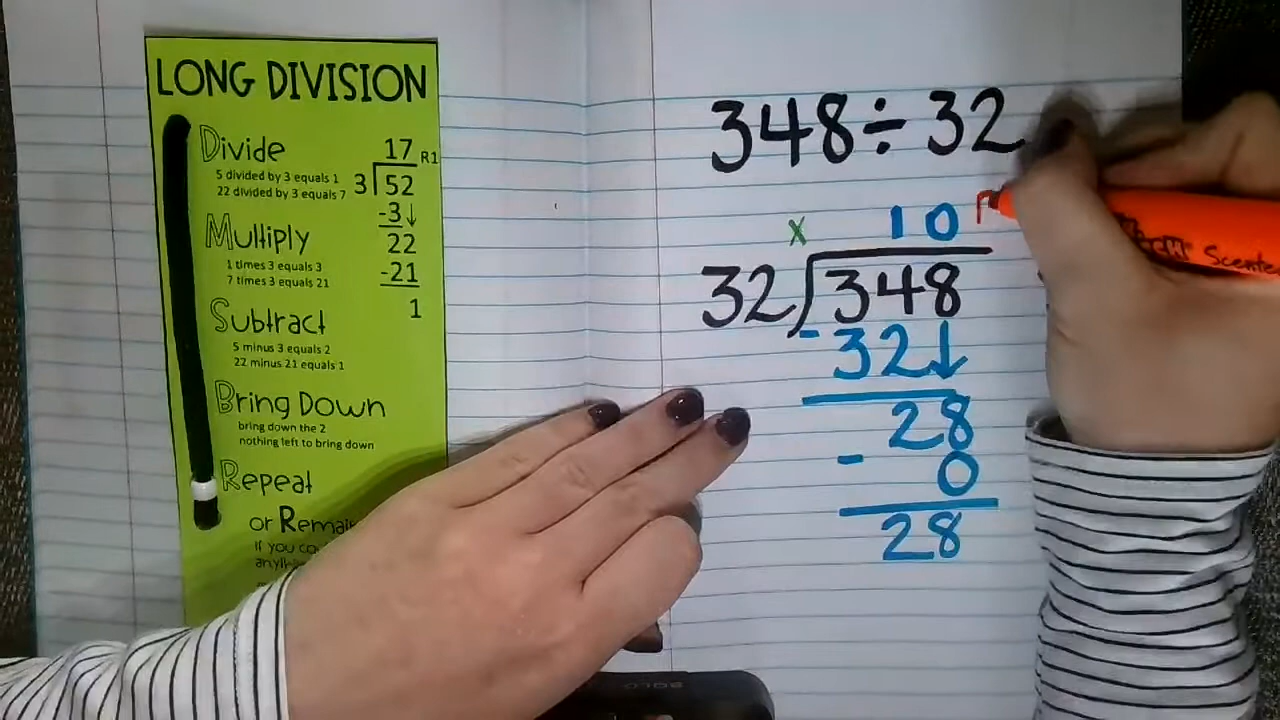 LONG DIVISION
Divide
5 divided by 3 equals 1
22 divided by 3 equals 7
17 R1
3 52
-3↓
22
-21
1
Multiply
1 times 3 equals 3
7 times 3 equals 21
Subtract
5 minus 3 equals 2
22 minus 21 equals 1
Bring Down
bring down the 2
nothing left to bring down
Repeat
or
If you
348 ÷ 32
x 10 r
32 348
- 32↓
28
- 0
28